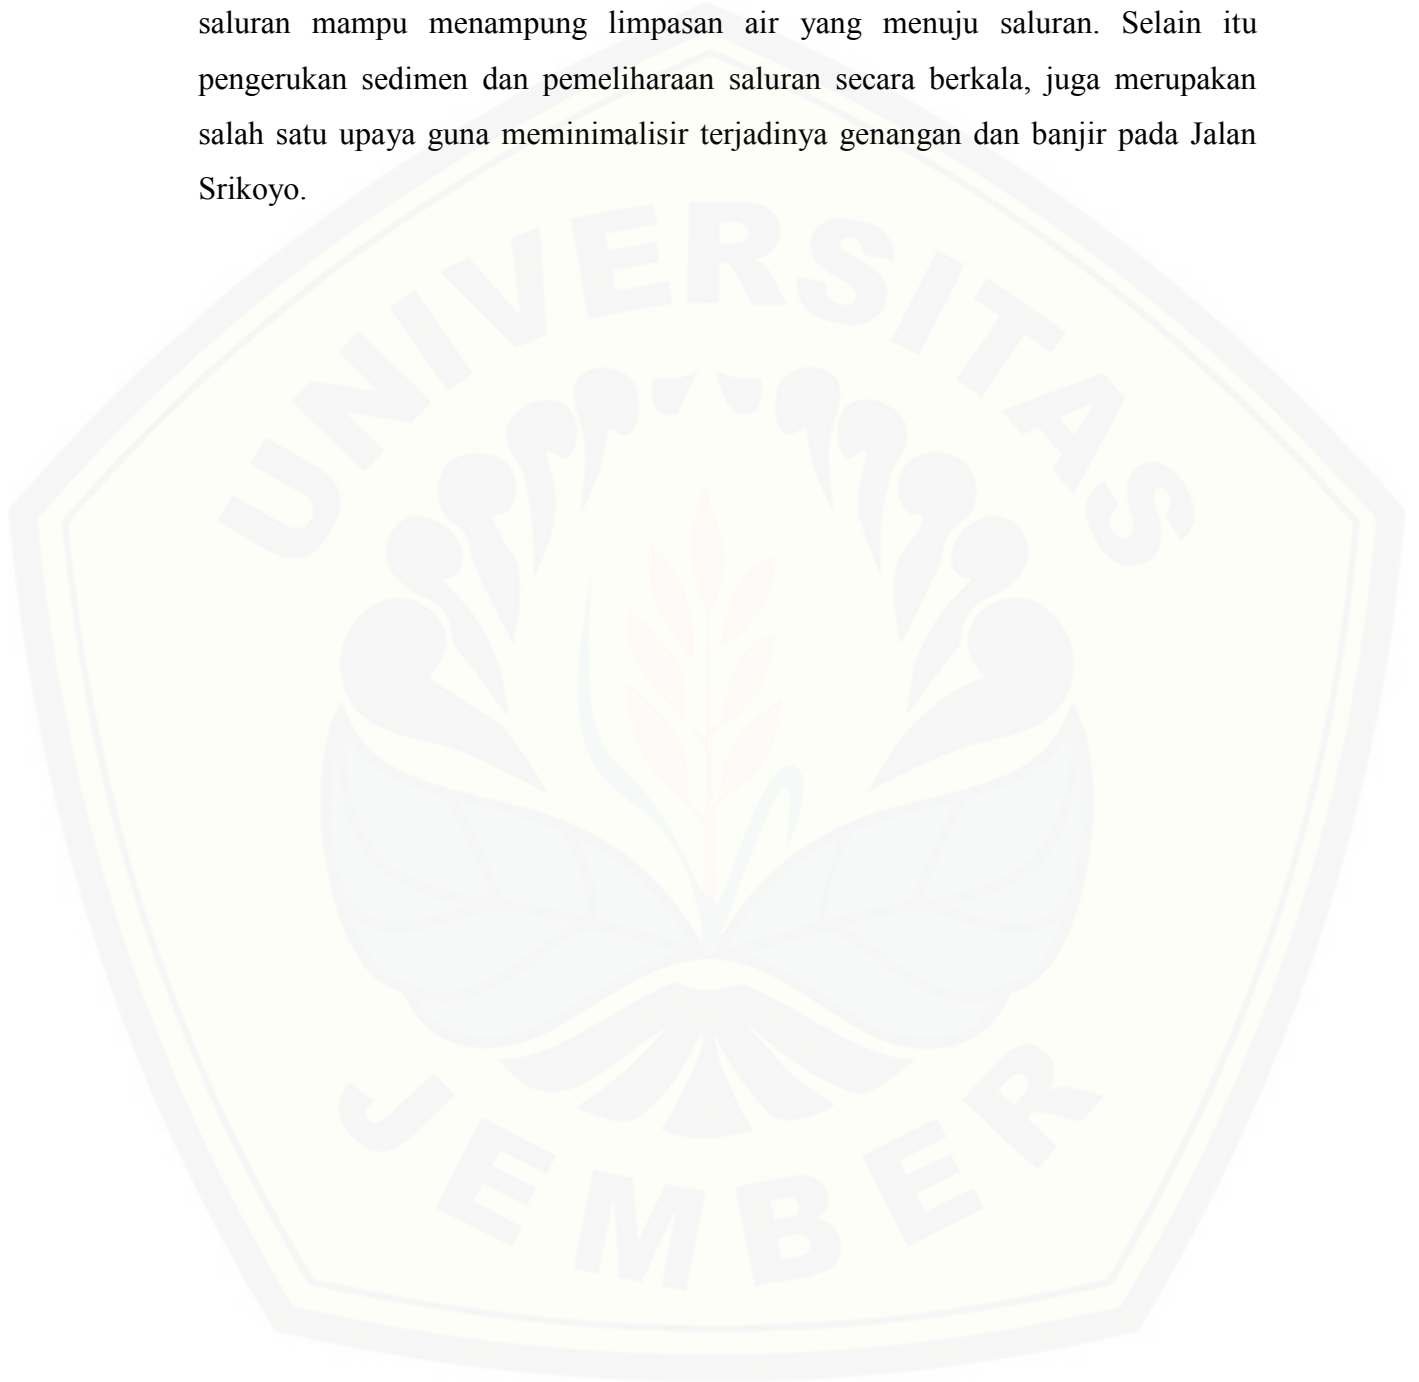 saluran mampu menampung limpasan air yang menuju saluran. Selain itu
pengerukan sedimen dan pemeliharaan saluran secara berkala, juga merupakan
salah satu upaya guna meminimalisir terjadinya genangan dan banjir pada Jalan
Srikoyo.
UNIVERSITAS
JEMBER